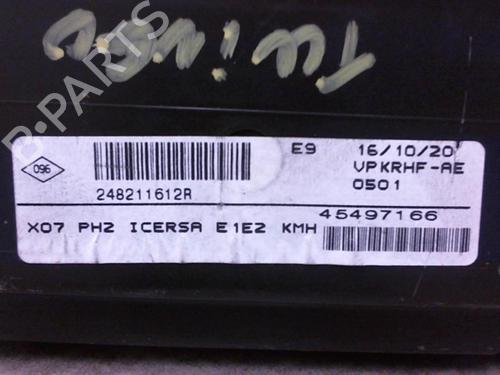 TWINGO
B-PARTS
096
248211612R
E9 16/10/20
VPKRHF-AE
0501
45497166
X07 PH2 ICERSA E1E2 KMH